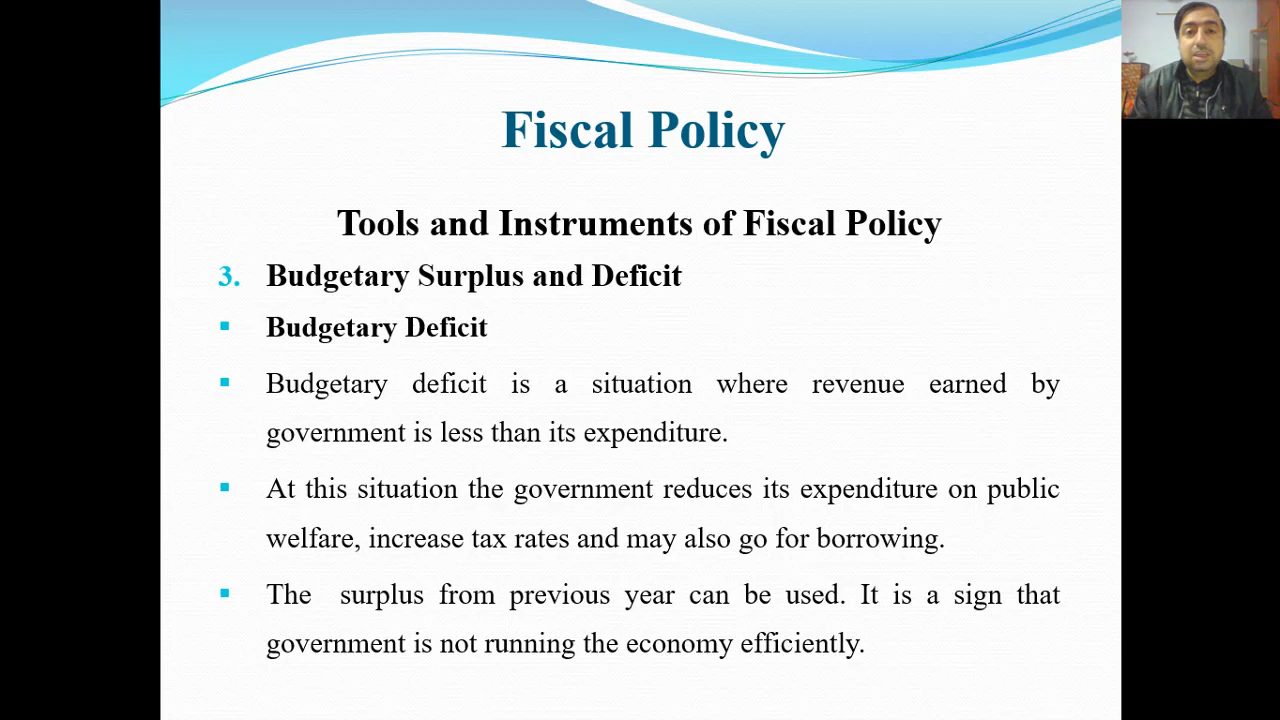 Fiscal Policy
Tools and Instruments of Fiscal Policy
3. Budgetary Surplus and Deficit
▪ Budgetary Deficit
▪ Budgetary deficit is a situation where revenue earned by
government is less than its expenditure.
▪ At this situation the government reduces its expenditure on public
welfare, increase tax rates and may also go for borrowing.
▪ The surplus from previous year can be used. It is a sign that
government is not running the economy efficiently.